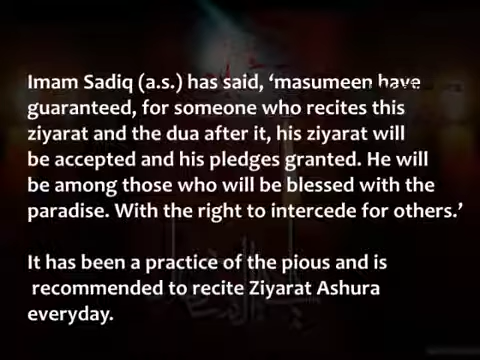 Imam Sadiq (a.s.) has said, ‘masumeen have
guaranteed, for someone who recites this
ziyarat and the dua after it, his ziyarat will
be accepted and his pledges granted. He will
be among those who will be blessed with the
paradise. With the right to intercede for others.’
It has been a practice of the pious and is
recommended to recite Ziyarat Ashura
everyday.